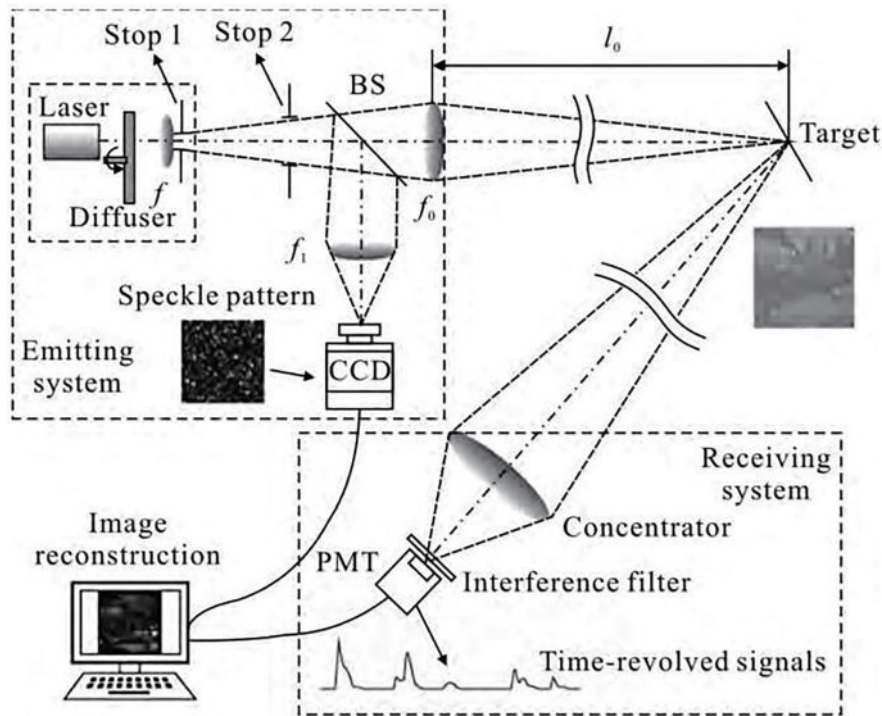 Stop 1
Stop 2
BS
l₀
Laser
Target
Diffuser
f
f₀
f₁
Speckle pattern
Emitting
system
CCD
Receiving
system
Concentrator
Image
reconstruction
PMT
Interference filter
Time-revolved signals